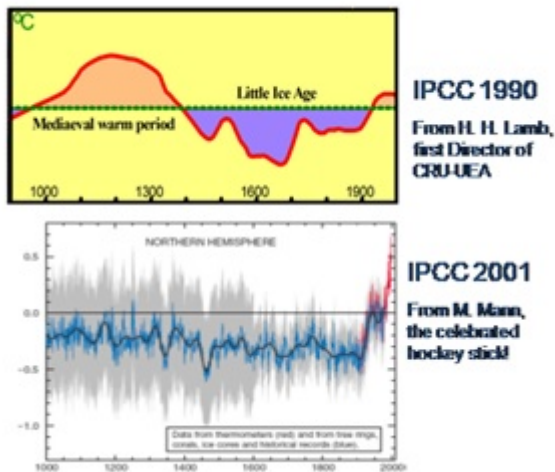 °C
Little Ice Age
Mediaeval warm period
1000 1300 1600 1900
IPCC 1990
From H. H. Lamb,
first Director of
CRU-UEA
NORTHERN HEMISPHERE
0.5
0.0
-0.5
-1.0
Data from thermometers (red) and from tree rings,
corals, ice cores and historical records (blue).
1000 1200 1400 1600 1800 2000
IPCC 2001
From M. Mann,
the celebrated
hockey stick!